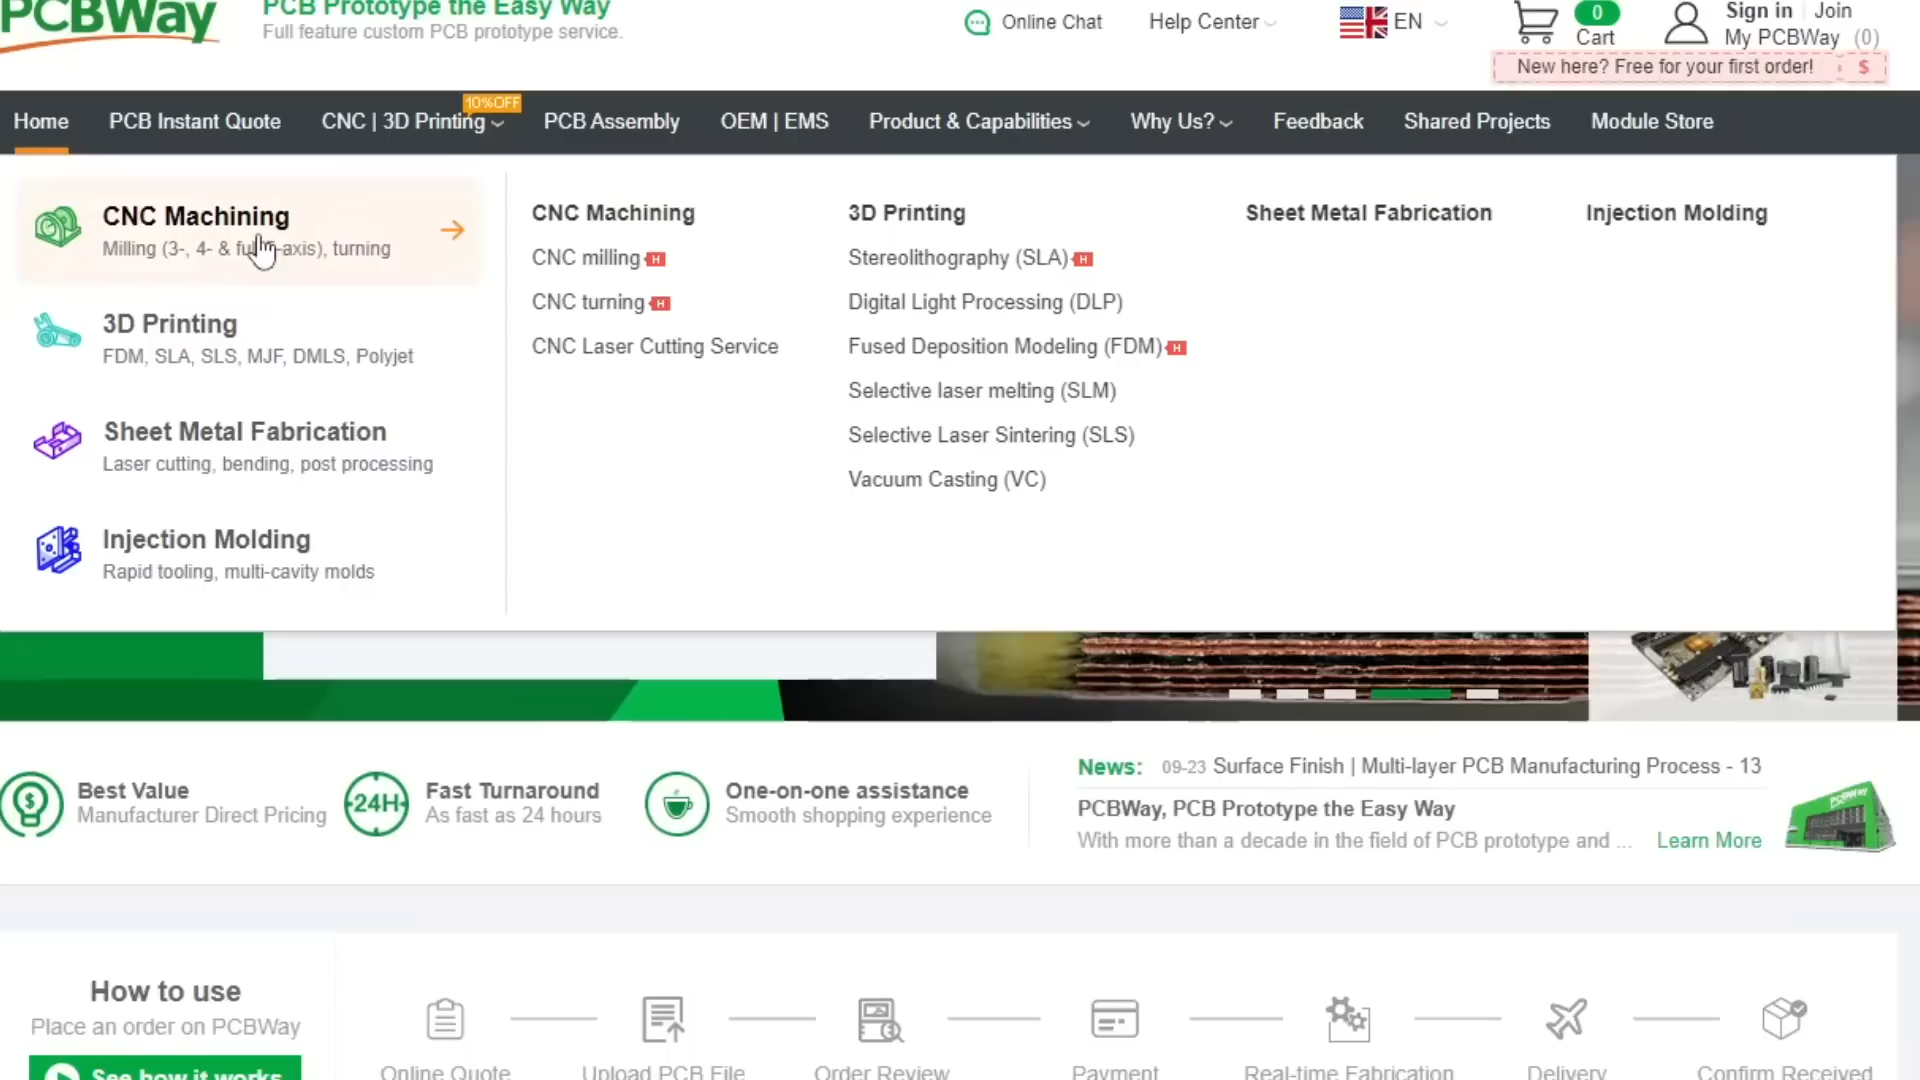 PCBWay
PCB Prototype the Easy Way
Full feature custom PCB prototype service.
Online Chat
Help Center
EN
0
Cart
Sign in | Join
My PCBWay (0)
New here? Free for your first order! $
Home
PCB Instant Quote
CNC | 3D Printing
10%OFF
PCB Assembly
OEM | EMS
Product & Capabilities
Why Us?
Feedback
Shared Projects
Module Store
CNC Machining
Milling (3-, 4- & full 5-axis), turning
3D Printing
FDM, SLA, SLS, MJF, DMLS, Polyjet
Sheet Metal Fabrication
Laser cutting, bending, post processing
Injection Molding
Rapid tooling, multi-cavity molds
CNC Machining
CNC milling H
CNC turning H
CNC Laser Cutting Service
3D Printing
Stereolithography (SLA) H
Digital Light Processing (DLP)
Fused Deposition Modeling (FDM) H
Selective laser melting (SLM)
Selective Laser Sintering (SLS)
Vacuum Casting (VC)
Sheet Metal Fabrication
Injection Molding
$
Best Value
Manufacturer Direct Pricing
24H
Fast Turnaround
As fast as 24 hours
One-on-one assistance
Smooth shopping experience
News: 09-23 Surface Finish | Multi-layer PCB Manufacturing Process - 13
PCBWay, PCB Prototype the Easy Way
With more than a decade in the field of PCB prototype and ... Learn More
PCBWay
How to use
Place an order on PCBWay
See how it works
Online Quote
Upload PCB File
Order Review
Payment
Real-time Fabrication
Delivery
Confirm Received